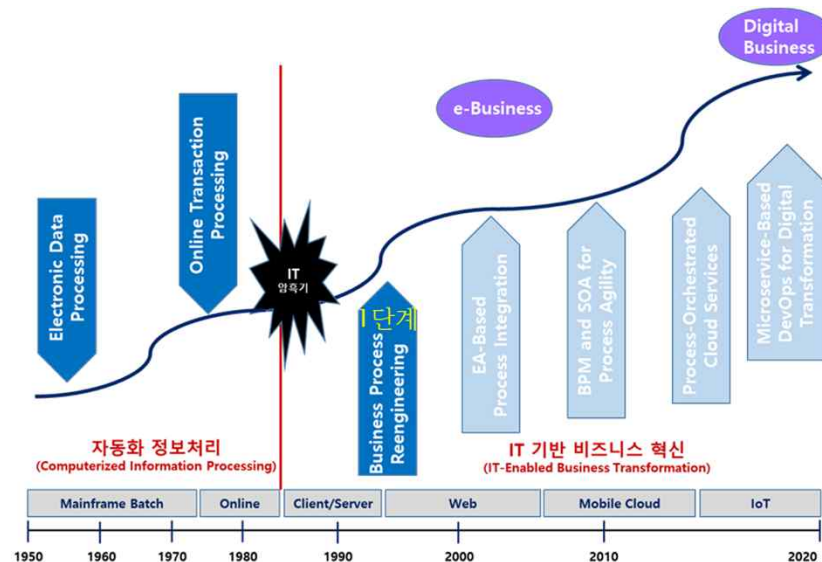 Digital
Business
e-Business
Electronic Data
Processing
Online Transaction
Processing
IT
암흑기
1단계
Business Process
Reengineering
EA-Based
Process Integration
BPM and SOA for
Process Agility
Process-Orchestrated
Cloud Services
Microservice-Based
DevOps for Digital
Transformation
자동화 정보처리
(Computerized Information Processing)
IT 기반 비즈니스 혁신
(IT-Enabled Business Transformation)
Mainframe Batch
Online
Client/Server
Web
Mobile Cloud
IoT
1950
1960
1970
1980
1990
2000
2010
2020